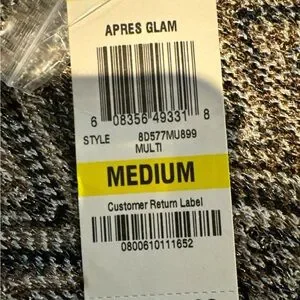 APRES GLAM
6 08356 49331 8
STYLE 8D577MU899
MULTI
MEDIUM
Customer Return Label
0800610111652